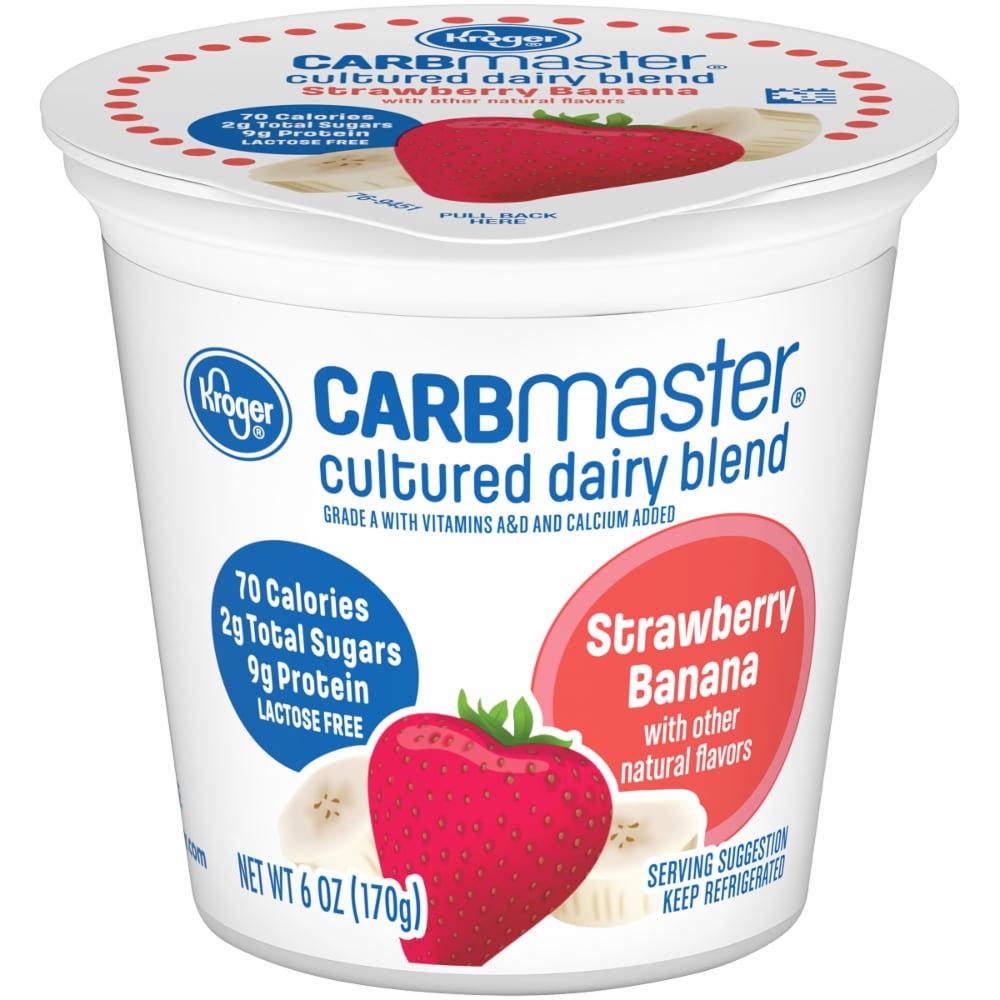 Kroger®
CARBmaster®
cultured dairy blend
Strawberry Banana
with other natural flavors
70 Calories
2g Total Sugars
9g Protein
LACTOSE FREE
76-9451
PULL BACK
HERE
Kroger®
CARBmaster®
cultured dairy blend
GRADE A WITH VITAMINS A&D AND CALCIUM ADDED
70 Calories
2g Total Sugars
9g Protein
LACTOSE FREE
Strawberry
Banana
with other
natural flavors
.com
NET WT 6 OZ (170g)
SERVING SUGGESTION
KEEP REFRIGERATED